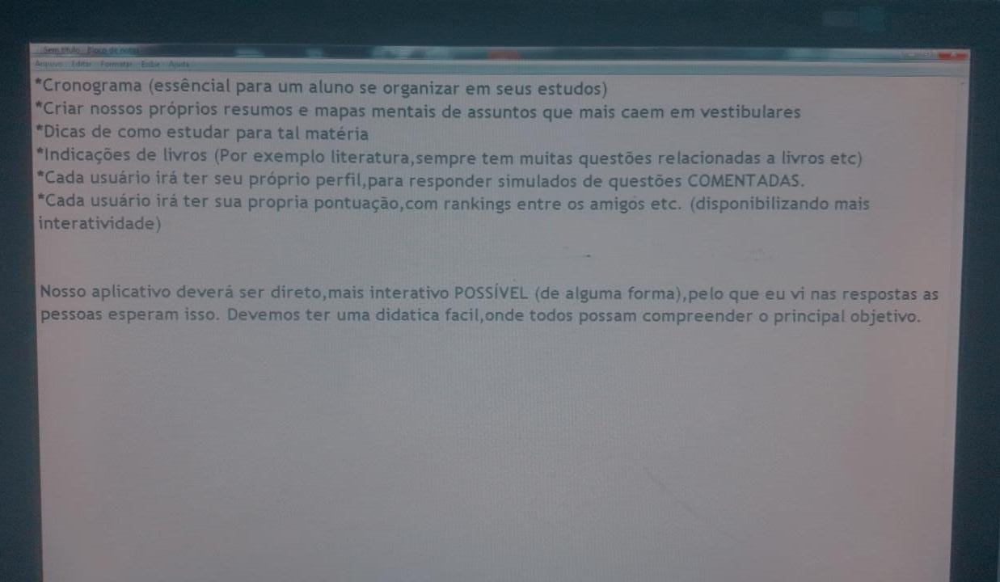 Sem título - Bloco de notas
Arquivo Editar Formatar Exibir Ajuda
*Cronograma (essêncial para um aluno se organizar em seus estudos)
*Criar nossos próprios resumos e mapas mentais de assuntos que mais caem em vestibulares
*Dicas de como estudar para tal matéria
*Indicações de livros (Por exemplo literatura,sempre tem muitas questões relacionadas a livros etc)
*Cada usuário irá ter seu próprio perfil,para responder simulados de questões COMENTADAS.
*Cada usuário irá ter sua propria pontuação,com rankings entre os amigos etc. (disponibilizando mais
interatividade)
Nosso aplicativo deverá ser direto,mais interativo POSSÍVEL (de alguma forma),pelo que eu vi nas respostas as
pessoas esperam isso. Devemos ter uma didatica facil,onde todos possam compreender o principal objetivo.